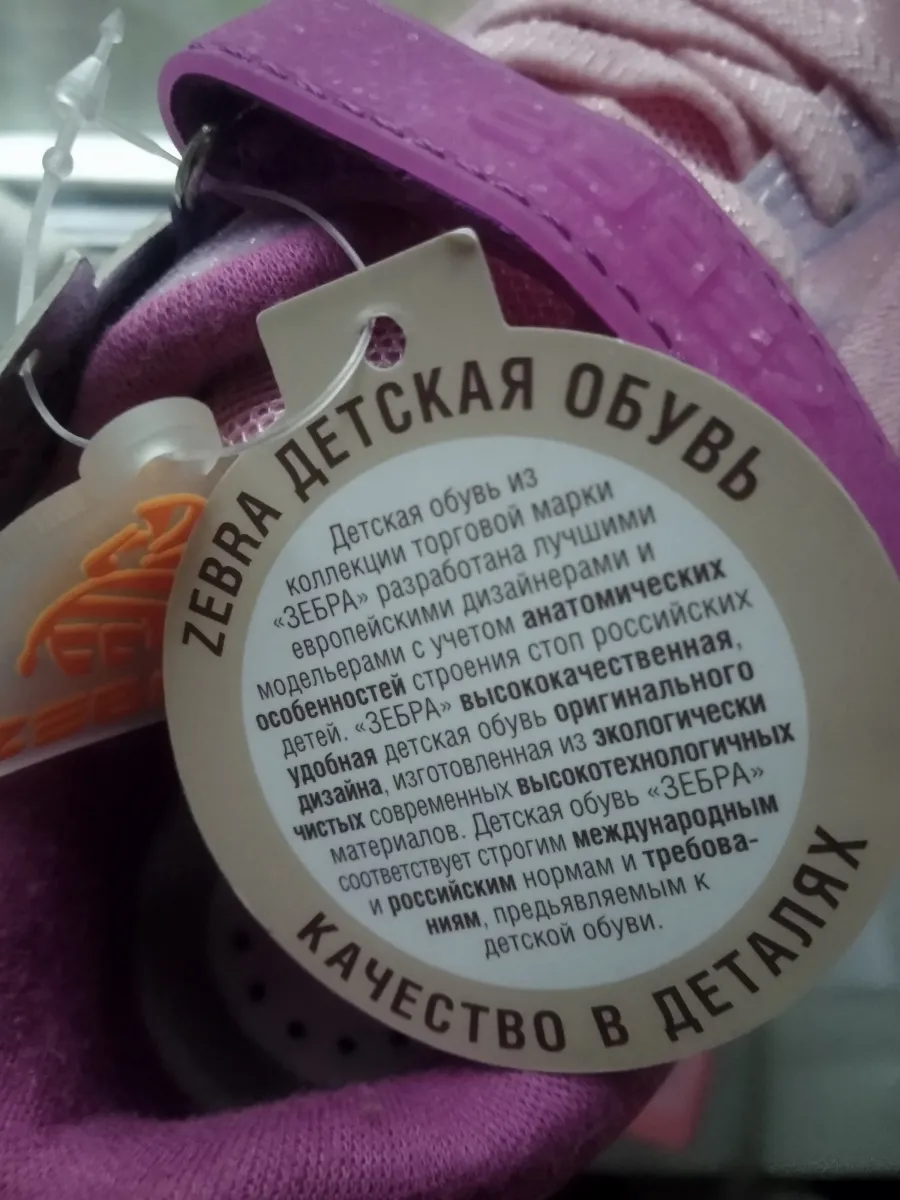 ZEBRA ДЕТСКАЯ ОБУВЬ
Детская обувь из
коллекции торговой марки
«ЗЕБРА» разработана лучшими
европейскими дизайнерами и
модельерами с учетом анатомических
особенностей строения стоп российских
детей. «ЗЕБРА» высококачественная,
удобная детская обувь оригинального
дизайна, изготовленная из экологически
чистых современных высокотехнологичных
материалов. Детская обувь «ЗЕБРА»
соответствует строгим международным
и российским нормам и требова-
ниям, предьявляемым к
детской обуви.
КАЧЕСТВО В ДЕТАЛЯХ